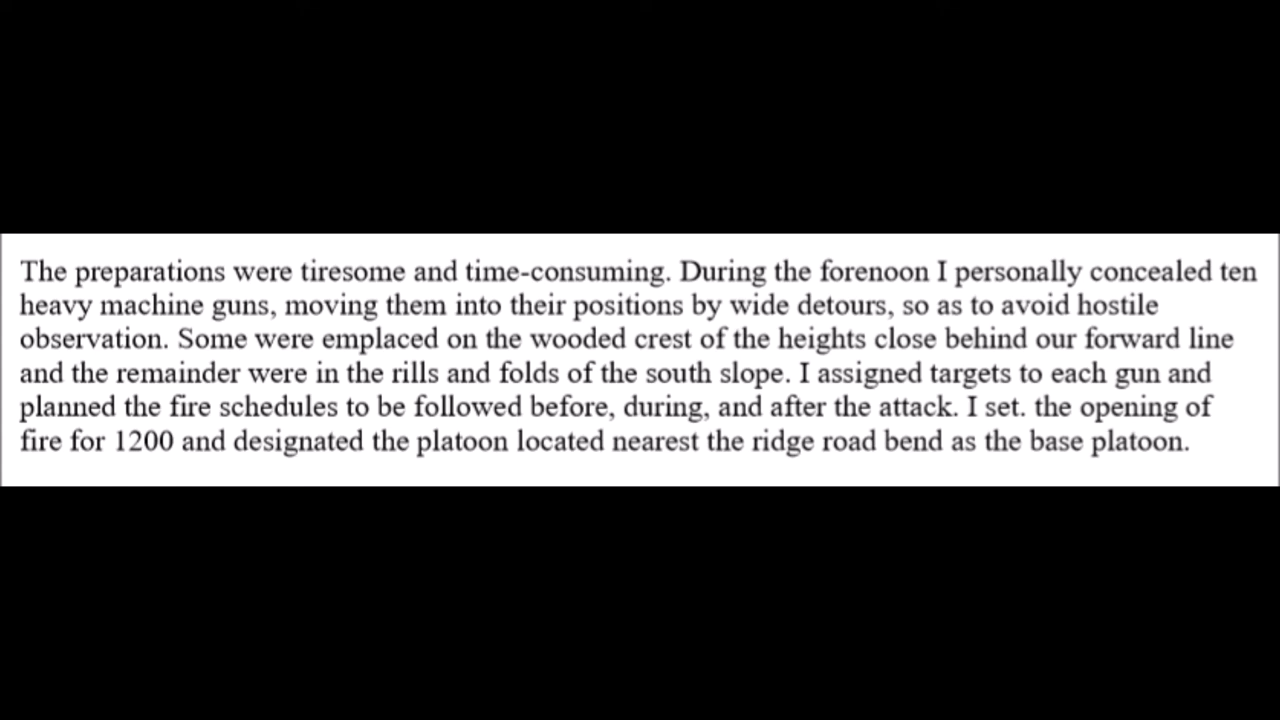 The preparations were tiresome and time-consuming. During the forenoon I personally concealed ten
heavy machine guns, moving them into their positions by wide detours, so as to avoid hostile
observation. Some were emplaced on the wooded crest of the heights close behind our forward line
and the remainder were in the rills and folds of the south slope. I assigned targets to each gun and
planned the fire schedules to be followed before, during, and after the attack. I set. the opening of
fire for 1200 and designated the platoon located nearest the ridge road bend as the base platoon.